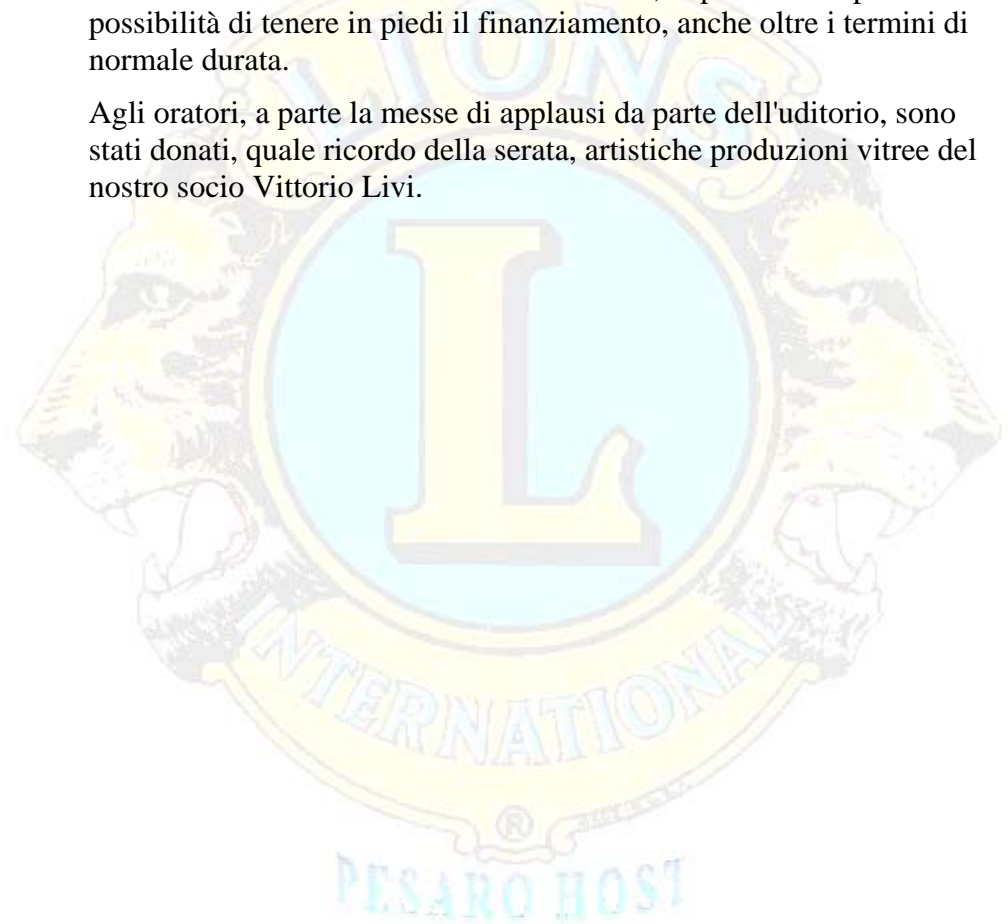 possibilità di tenere in piedi il finanziamento, anche oltre i termini di
normale durata.
Agli oratori, a parte la messe di applausi da parte dell'uditorio, sono
stati donati, quale ricordo della serata, artistiche produzioni vitree del
nostro socio Vittorio Livi.
LIONS
L
INTERNATIONAL
®
PESARO HOST